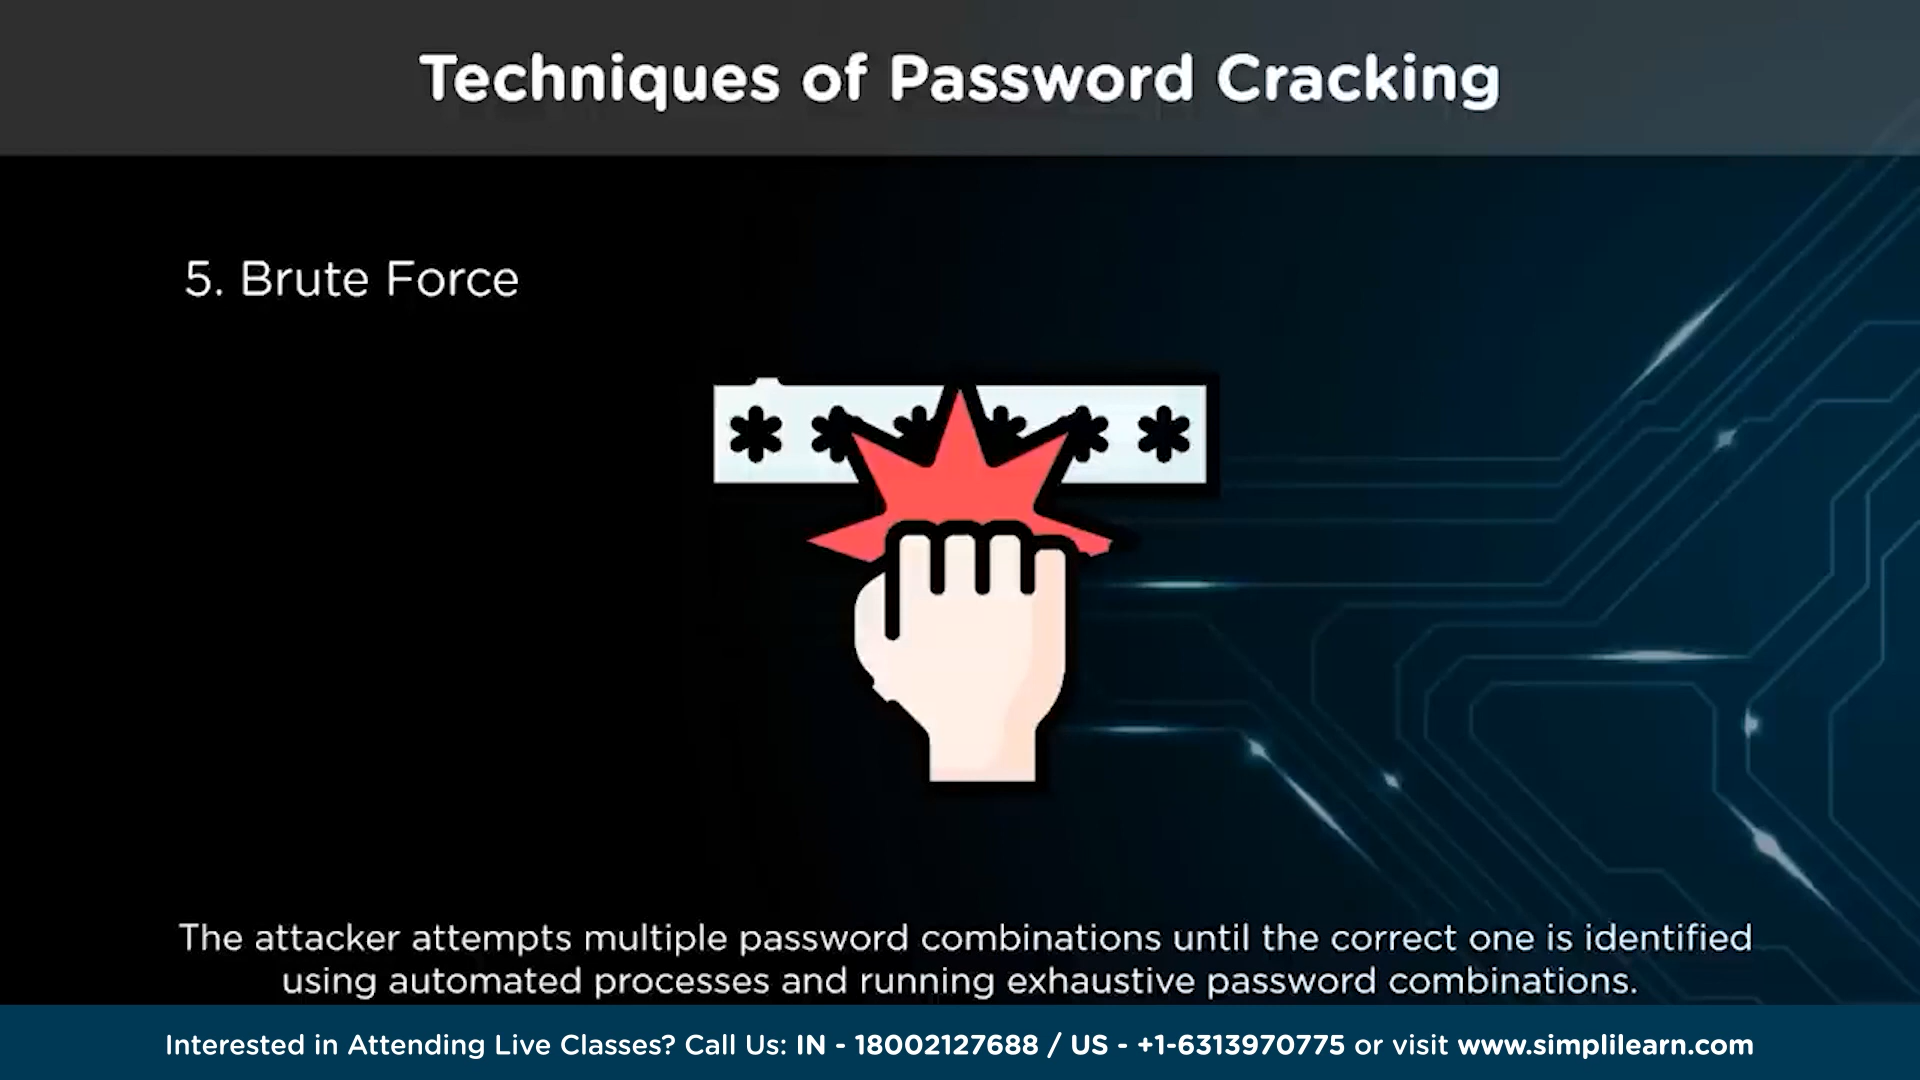 Techniques of Password Cracking
5. Brute Force
* * * * * *
The attacker attempts multiple password combinations until the correct one is identified
using automated processes and running exhaustive password combinations.
Interested in Attending Live Classes? Call Us: IN - 18002127688 / US - +1-6313970775 or visit www.simplilearn.com